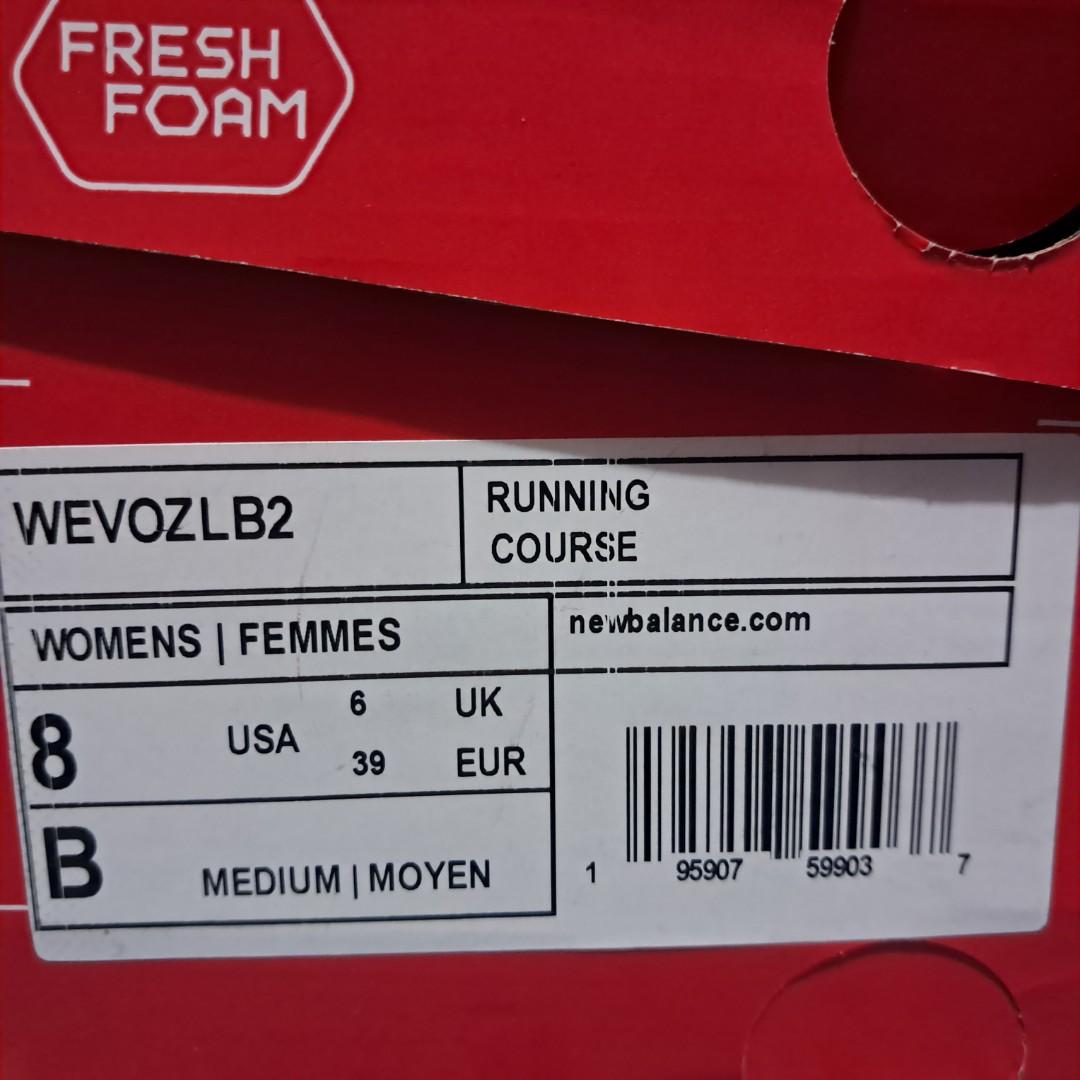 FRESH
FOAM
WEVOZLB2
RUNNING
COURSE
WOMENS | FEMMES
newbalance.com
8 USA 6 UK
39 EUR
B MEDIUM | MOYEN
1 95907 59903 7